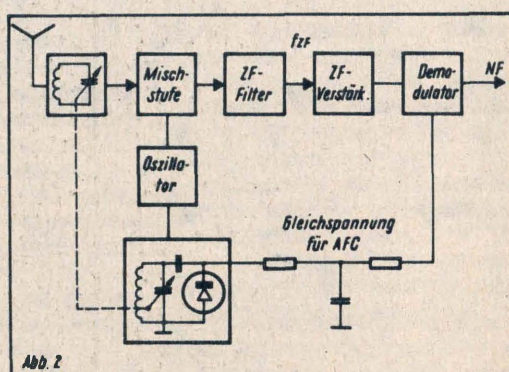 fZF
Misch-
stufe
ZF-
Filter
ZF-
Verstärk.
Demo-
dulator
NF
Oszilla-
tor
Gleichspannung
für AFC
Abb. 2